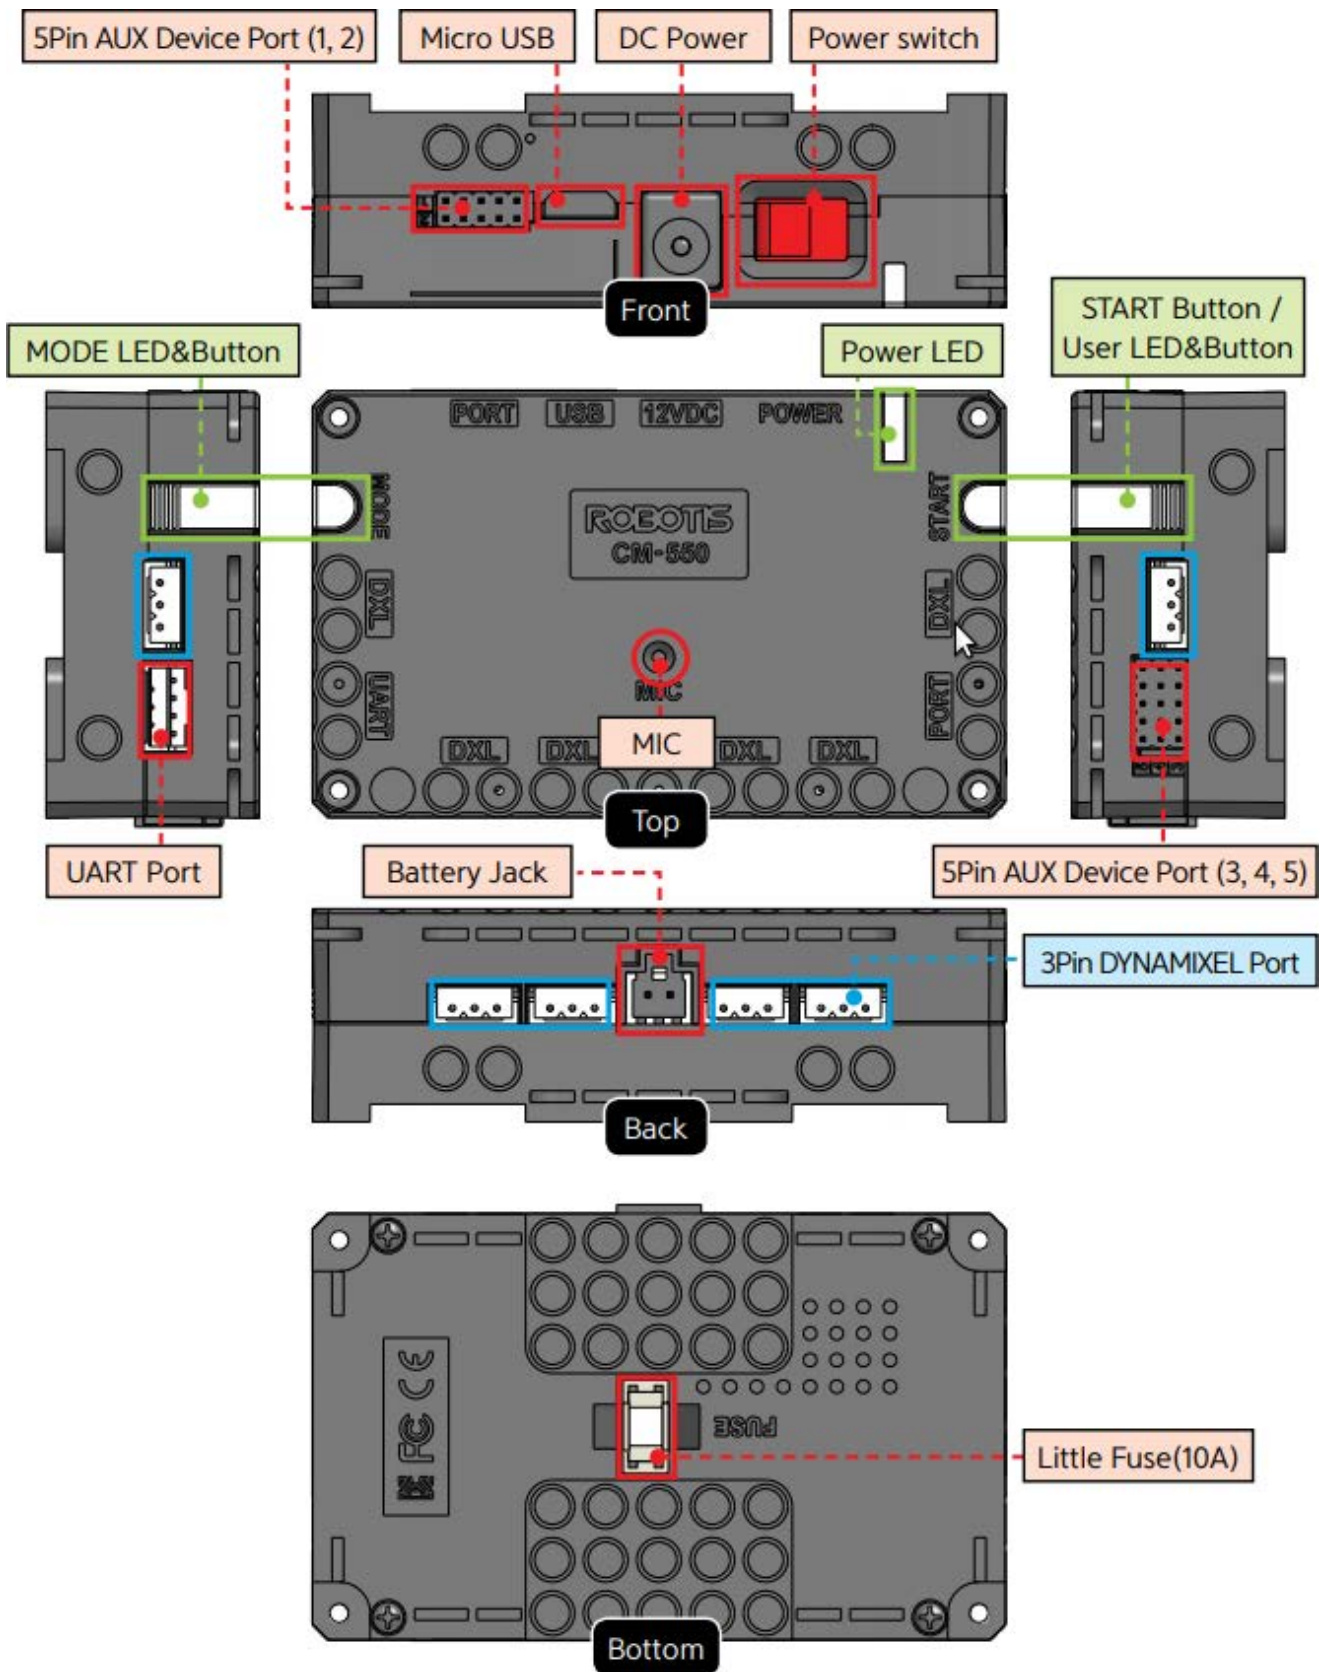 5Pin AUX Device Port (1, 2)
Micro USB
DC Power
Power switch
Front
MODE LED&Button
Power LED
START Button /
User LED&Button
PORT
USB
12VDC
POWER
MODE
START
ROBOTIS
CM-550
DXL
DXL
UART
PORT
MIC
MIC
DXL
DXL
DXL
DXL
Top
UART Port
Battery Jack
5Pin AUX Device Port (3, 4, 5)
3Pin DYNAMIXEL Port
Back
FC CE
FUSE
Little Fuse(10A)
Bottom